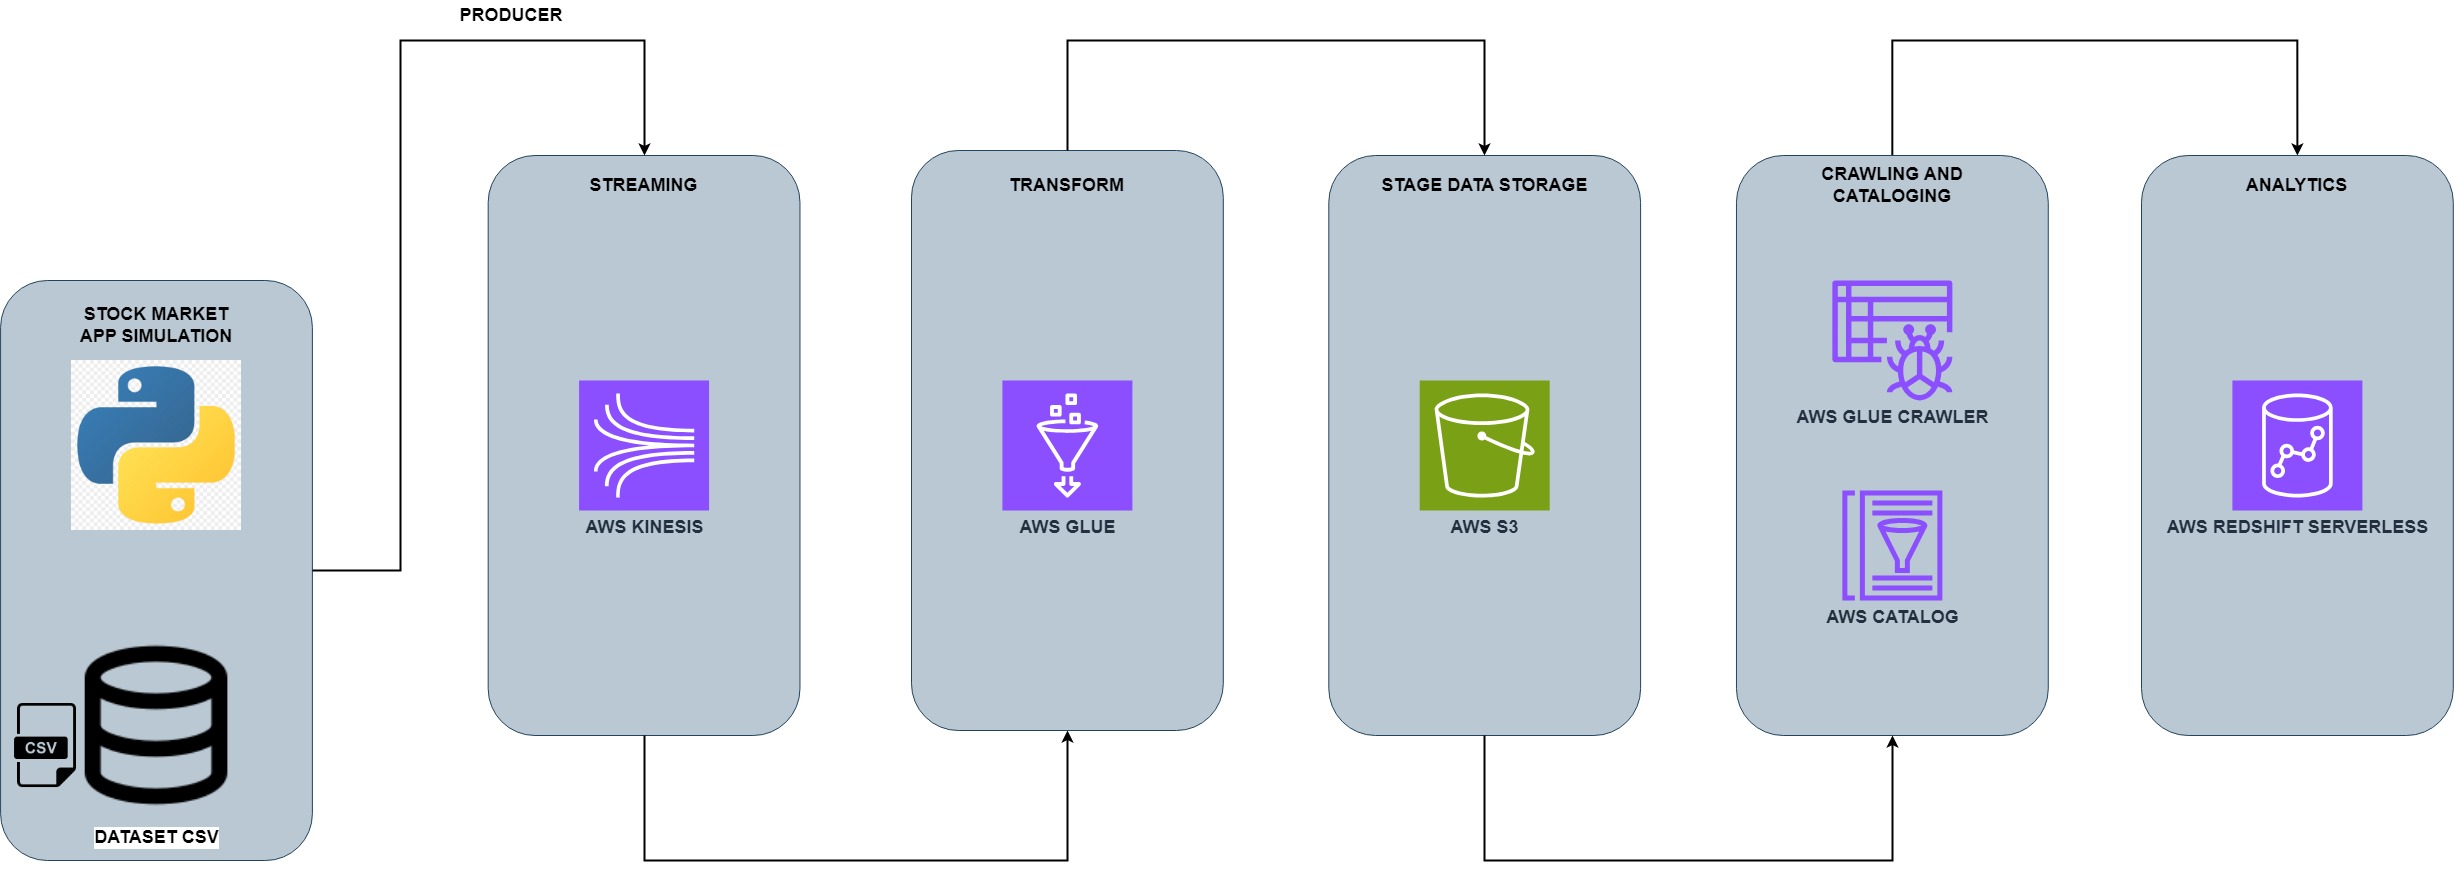 PRODUCER
STOCK MARKET
APP SIMULATION
CSV
DATASET CSV
STREAMING
AWS KINESIS
TRANSFORM
AWS GLUE
STAGE DATA STORAGE
AWS S3
CRAWLING AND
CATALOGING
AWS GLUE CRAWLER
AWS CATALOG
ANALYTICS
AWS REDSHIFT SERVERLESS